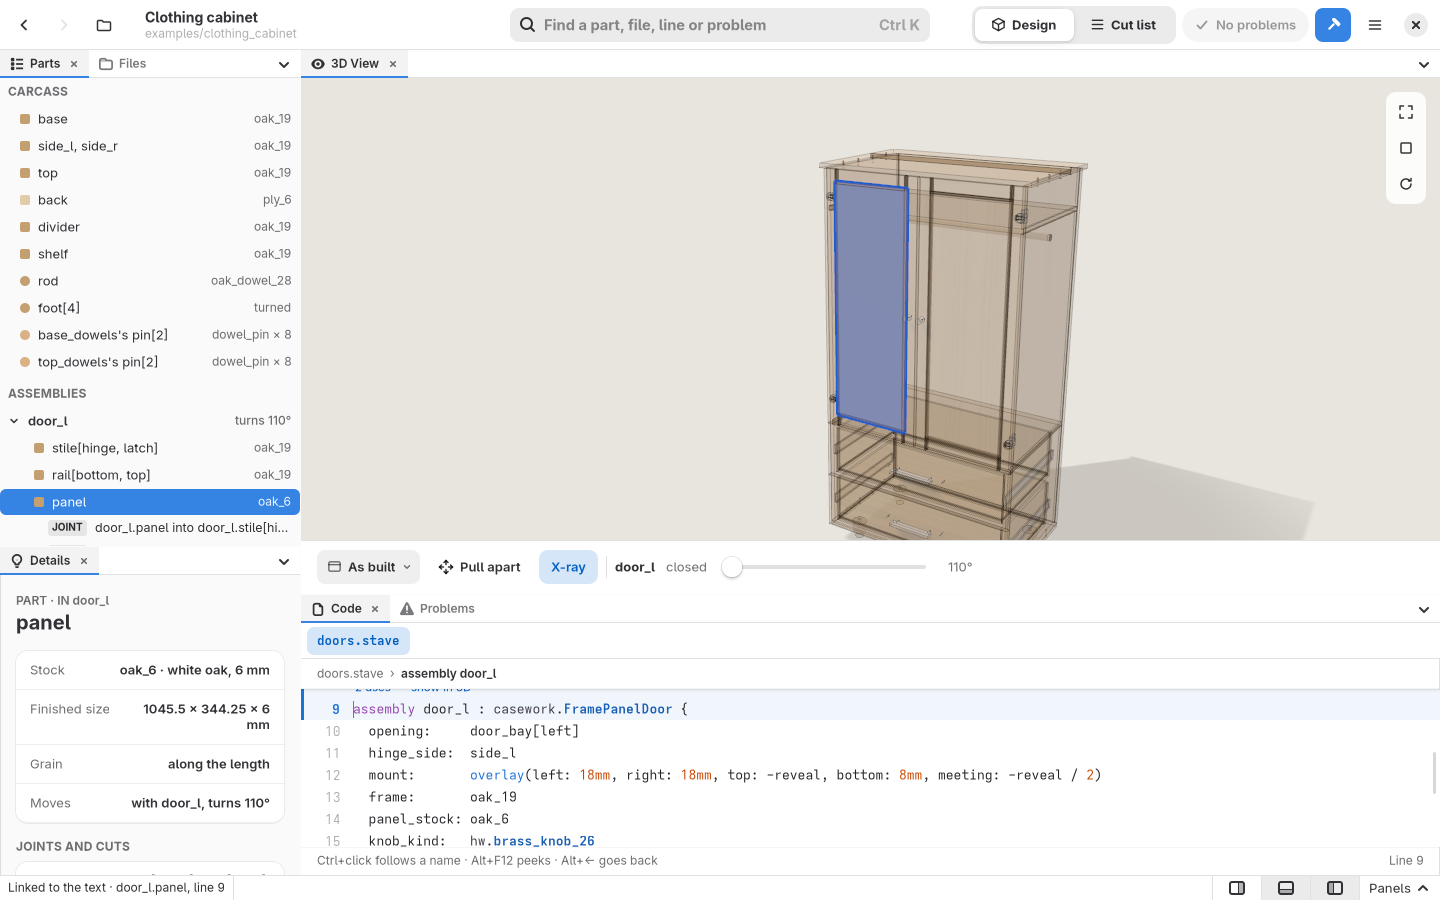 Clothing cabinet
examples/clothing_cabinet
Find a part, file, line or problem Ctrl K
Design
Cut list
No problems
Parts
Files
3D View
CARCASS
base oak_19
side_l, side_r oak_19
top oak_19
back ply_6
divider oak_19
shelf oak_19
rod oak_dowel_28
foot[4] turned
base_dowels's pin[2] dowel_pin × 8
top_dowels's pin[2] dowel_pin × 8
ASSEMBLIES
door_l turns 110°
stile[hinge, latch] oak_19
rail[bottom, top] oak_19
panel oak_6
JOINT door_l.panel into door_l.stile[hi...
Details
PART · IN door_l
panel
Stock oak_6 · white oak, 6 mm
Finished size 1045.5 × 344.25 × 6 mm
Grain along the length
Moves with door_l, turns 110°
JOINTS AND CUTS
As built
Pull apart
X-ray
door_l closed 110°
Code
Problems
doors.stave
doors.stave › assembly door_l
9 assembly door_l : casework.FramePanelDoor {
10 opening: door_bay[left]
11 hinge_side: side_l
12 mount: overlay(left: 18mm, right: 18mm, top: -reveal, bottom: 8mm, meeting: -reveal / 2)
13 frame: oak_19
14 panel_stock: oak_6
15 knob_kind: hw.brass_knob_26
Ctrl+click follows a name · Alt+F12 peeks · Alt+← goes back Line 9
Linked to the text · door_l.panel, line 9
Panels